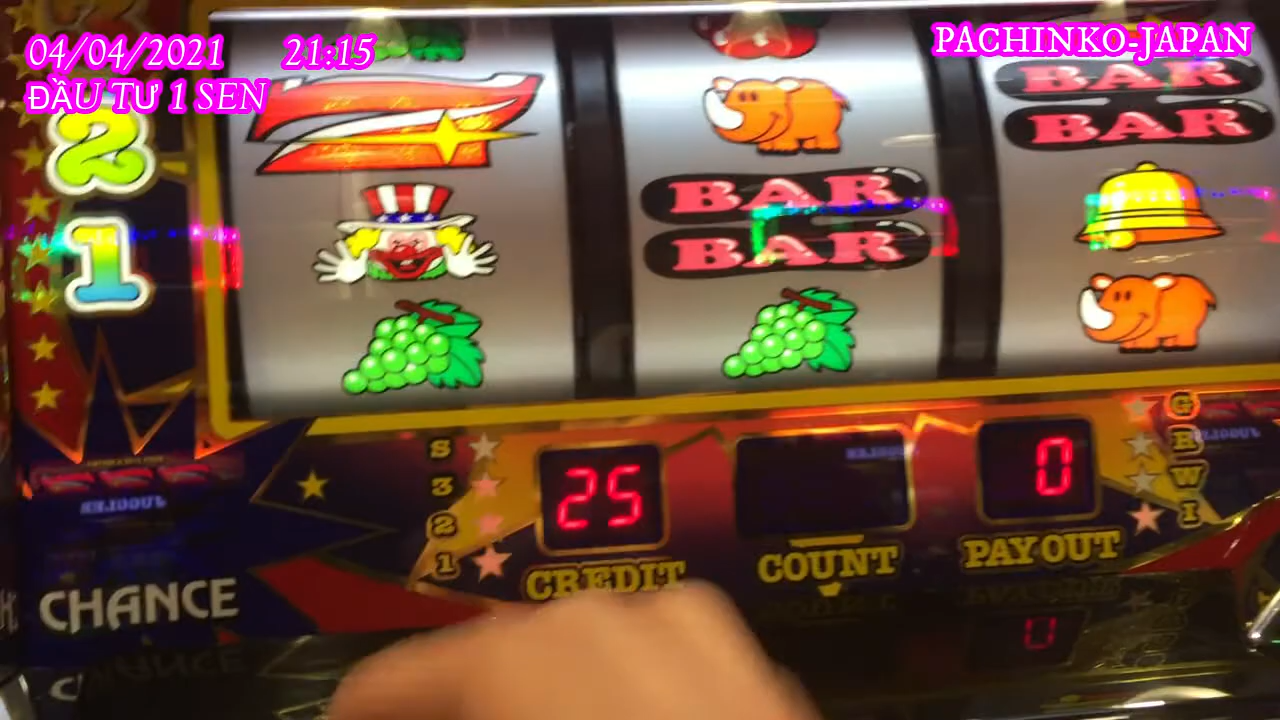 04/04/2021 21:15
ĐẦU TƯ 1 SEN
PACHINKO-JAPAN
BAR
BAR
2
1
BAR
BAR
S
3
2
1
25
0
CREDIT
COUNT
PAY OUT
CHANCE